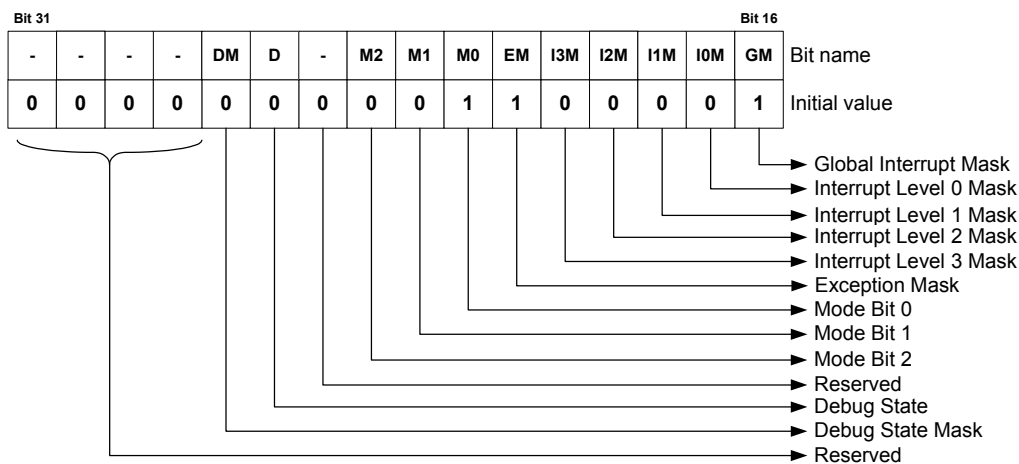 Bit 31 Bit 16
- - - - DM D - M2 M1 M0 EM I3M I2M I1M I0M GM Bit name
0 0 0 0 0 0 0 0 0 1 1 0 0 0 0 1 Initial value
Global Interrupt Mask
Interrupt Level 0 Mask
Interrupt Level 1 Mask
Interrupt Level 2 Mask
Interrupt Level 3 Mask
Exception Mask
Mode Bit 0
Mode Bit 1
Mode Bit 2
Reserved
Debug State
Debug State Mask
Reserved